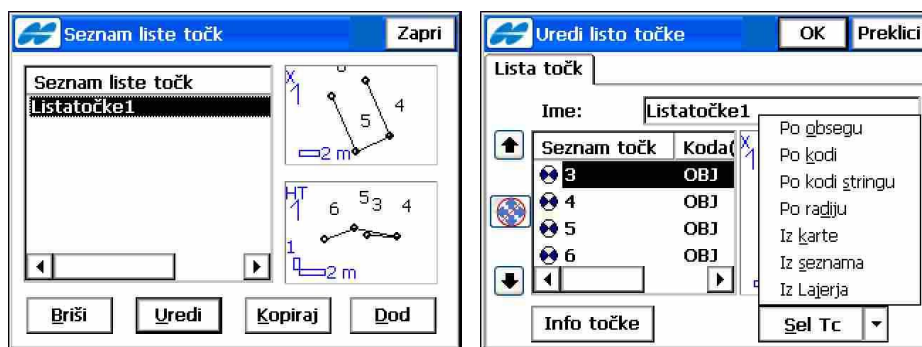 Seznam liste točk
Zapri
Seznam liste točk
Listatočke1
X
1
5
4
2 m
HT
1
6
5
3
4
1
2 m
Briši
Uredi
Kopiraj
Dod
Uredi listo točke
OK
Preklici
Lista točk
Ime:
Listatočke1
Seznam točk
Koda(
3
OBJ
4
OBJ
5
OBJ
6
OBJ
X
1
Po obsegu
Po kodi
Po kodi stringu
Po radiju
Iz karte
Iz seznama
Iz Lajerja
Info točke
Sel Tc